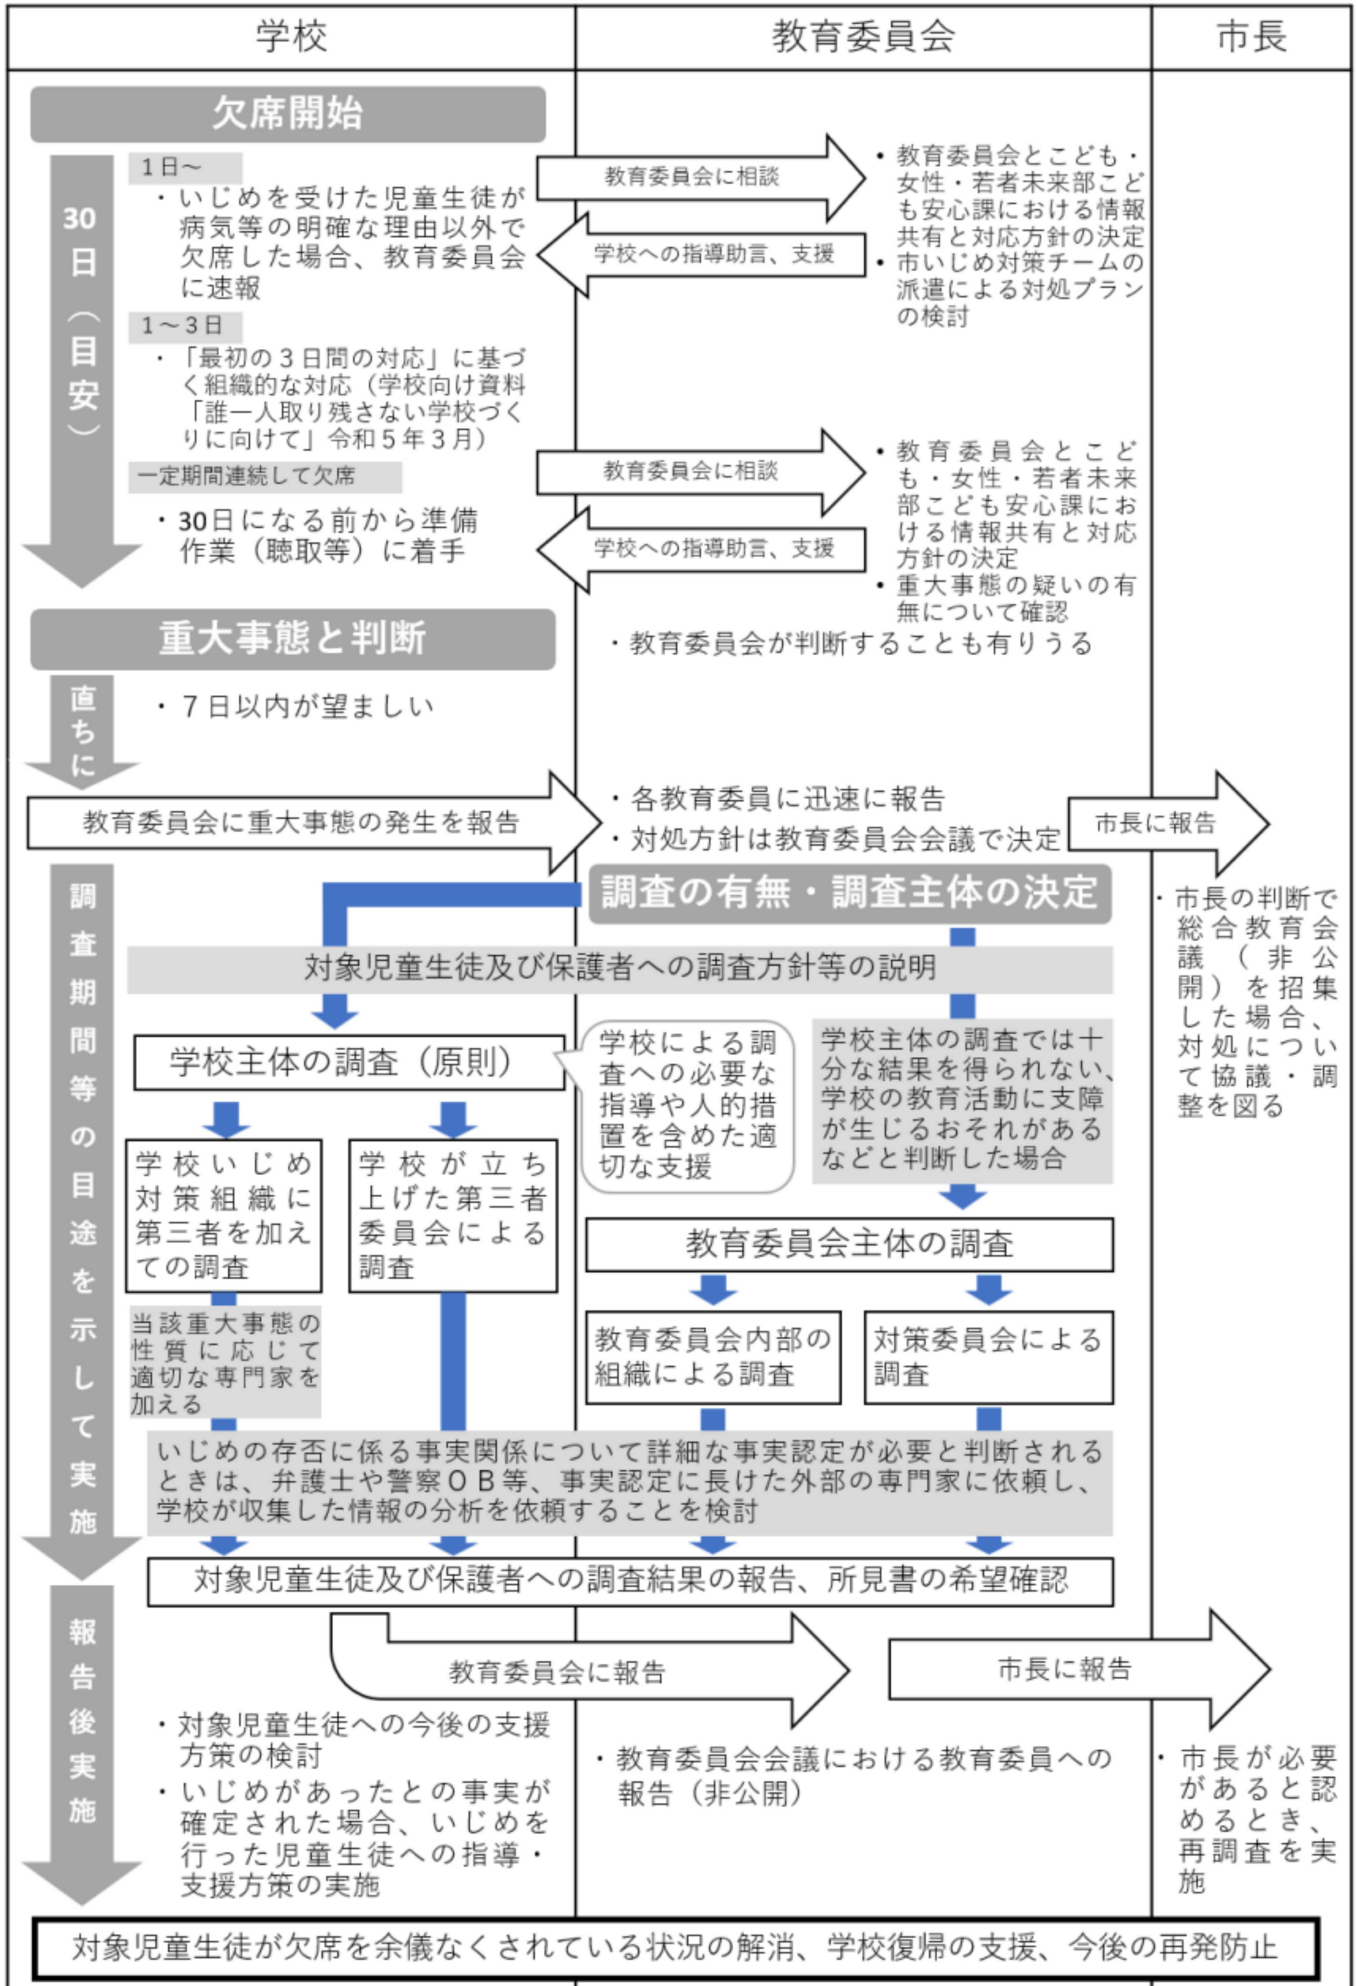 学校
教育委員会
市長
欠席開始
30日（目安）
1日～
・いじめを受けた児童生徒が
病気等の明確な理由以外で
欠席した場合、教育委員会
に速報
教育委員会に相談
学校への指導助言、支援
• 教育委員会とこども・
女性・若者未来部こど
も安心課における情報
共有と対応方針の決定
• 市いじめ対策チームの
派遣による対処プラン
の検討
1～3日
・「最初の3日間の対応」に基づ
く組織的な対応（学校向け資料
「誰一人取り残さない学校づく
りに向けて」令和5年3月）
一定期間連続して欠席
・30日になる前から準備
作業（聴取等）に着手
教育委員会に相談
学校への指導助言、支援
• 教育委員会とこど
も・女性・若者未来
部こども安心課にお
ける情報共有と対応
方針の決定
• 重大事態の疑いの有
無について確認
重大事態と判断
・教育委員会が判断することも有りうる
直ちに
・7日以内が望ましい
教育委員会に重大事態の発生を報告
・各教育委員に迅速に報告
・対処方針は教育委員会会議で決定
市長に報告
・市長の判断で
総合教育会
議（非公
開）を招集
した場合、
対処につい
て協議・調
整を図る
調査期間等の目途を示して実施
調査の有無・調査主体の決定
対象児童生徒及び保護者への調査方針等の説明
学校主体の調査（原則）
学校による調
査への必要な
指導や人的措
置を含めた適
切な支援
学校主体の調査では十
分な結果を得られない、
学校の教育活動に支障
が生じるおそれがある
などと判断した場合
学校いじめ
対策組織に
第三者を加え
ての調査
学校が立ち
上げた第三者
委員会による
調査
教育委員会主体の調査
当該重大事態の
性質に応じて
適切な専門家を
加える
教育委員会内部の
組織による調査
対策委員会による
調査
いじめの存否に係る事実関係について詳細な事実認定が必要と判断される
ときは、弁護士や警察ＯＢ等、事実認定に長けた外部の専門家に依頼し、
学校が収集した情報の分析を依頼することを検討
対象児童生徒及び保護者への調査結果の報告、所見書の希望確認
報告後実施
教育委員会に報告
市長に報告
・対象児童生徒への今後の支援
方策の検討
・いじめがあったとの事実が
確定された場合、いじめを
行った児童生徒への指導・
支援方策の実施
・教育委員会会議における教育委員への
報告（非公開）
・市長が必要
があると認
めるとき、
再調査を実
施
対象児童生徒が欠席を余儀なくされている状況の解消、学校復帰の支援、今後の再発防止